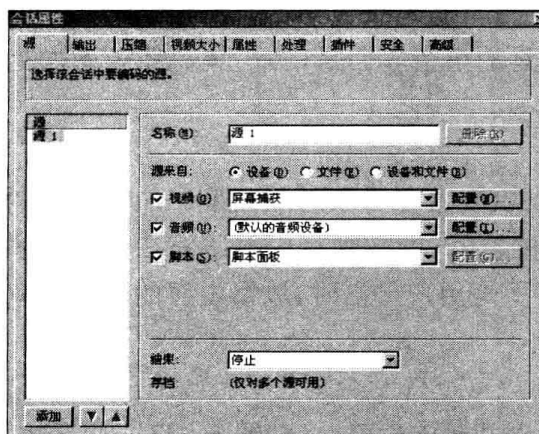 会话属性
源 输出 压缩 视频大小 属性 处理 插件 安全 高级
选择该会话中要编码的源。
源
源 1
名称(N): 源 1 删除(R)
源来自: 设备(D) 文件(E) 设备和文件(B)
视频(O) 屏幕捕获 配置
音频(U): (默认的音频设备) 配置
脚本(S): 脚本面板 配置(G)...
结束: 停止
存档 (仅对多个源可用)
添加